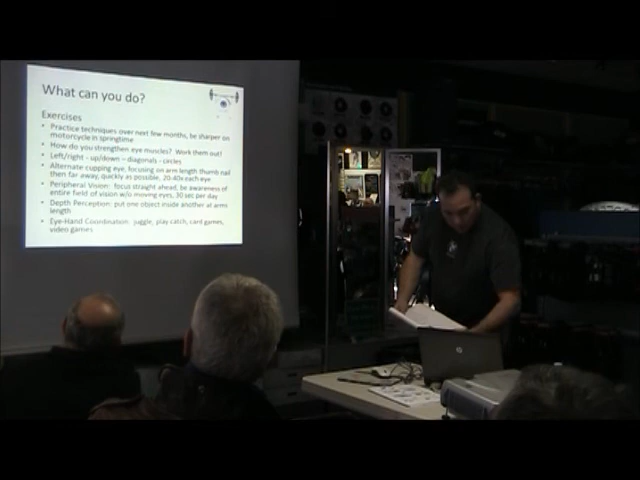 What can you do?
Exercises
• Practice techniques over next few months, be sharper on
motorcycle in springtime
• How do you strengthen eye muscles?  Work them out!
• Left/right - up/down – diagonals - circles
• Alternate cupping eye, focusing on arm length thumb nail
then far away, quickly as possible, 20-40x each eye
• Peripheral Vision:  focus straight ahead, be awareness of
entire field of vision w/o moving eyes, 30 sec per day
• Depth Perception: put one object inside another at arms
length
• Eye-Hand Coordination:  juggle, play catch, card games,
video games